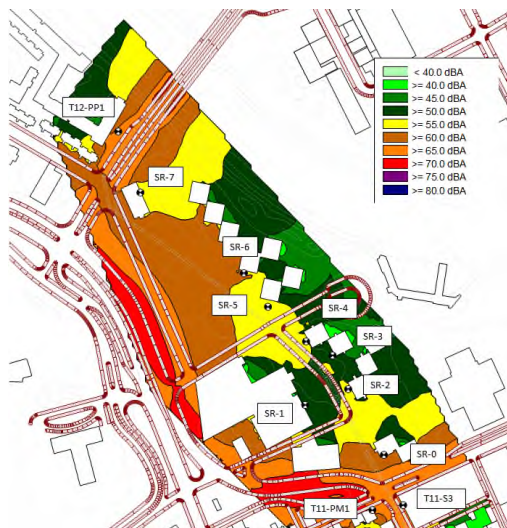 T12-PP1
SR-7
SR-6
SR-5
SR-4
SR-3
SR-2
SR-1
SR-0
T11-PM1
T11-S3
< 40.0 dBA
>= 40.0 dBA
>= 45.0 dBA
>= 50.0 dBA
>= 55.0 dBA
>= 60.0 dBA
>= 65.0 dBA
>= 70.0 dBA
>= 75.0 dBA
>= 80.0 dBA